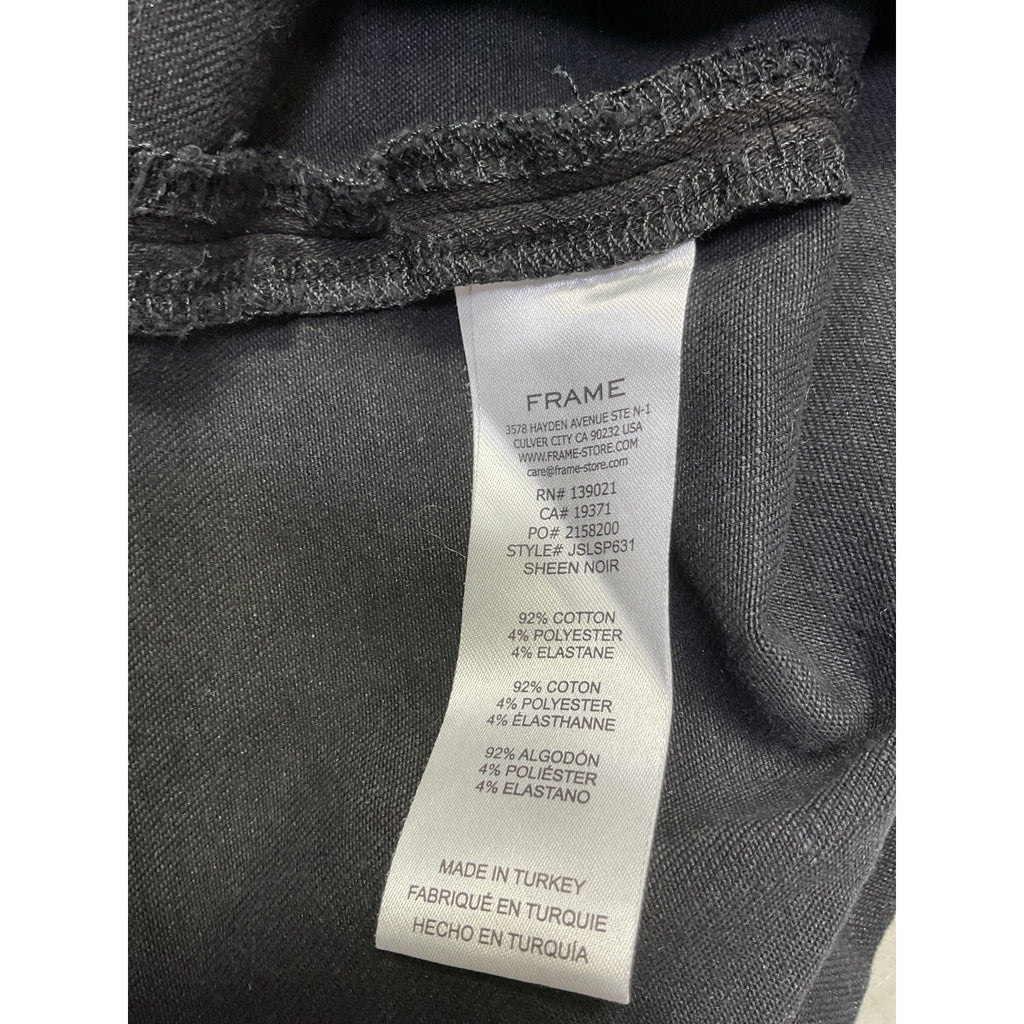 FRAME
3578 HAYDEN AVENUE STE N-1
CULVER CITY CA 90232 USA
WWW.FRAME-STORE.COM
care@frame-store.com
RN# 139021
CA# 19371
PO# 2158200
STYLE# JSLSP631
SHEEN NOIR
92% COTTON
4% POLYESTER
4% ELASTANE
92% COTON
4% POLYESTER
4% ÉLASTHANNE
92% ALGODÓN
4% POLIÉSTER
4% ELASTANO
MADE IN TURKEY
FABRIQUÉ EN TURQUIE
HECHO EN TURQUÍA